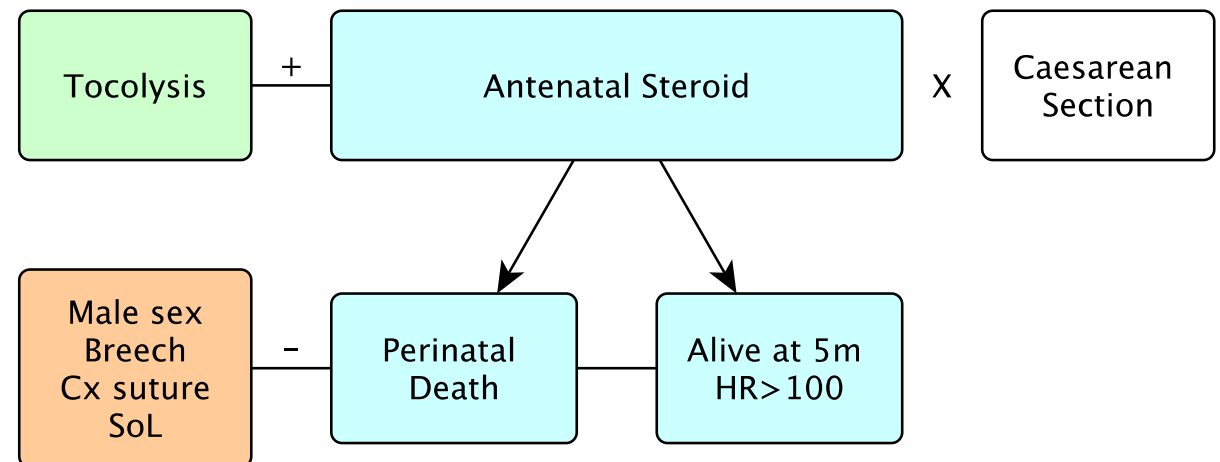 Tocolysis
+
Antenatal Steroid
X
Caesarean
Section
Male sex
Breech
Cx suture
SoL
-
Perinatal
Death
Alive at 5m
HR>100